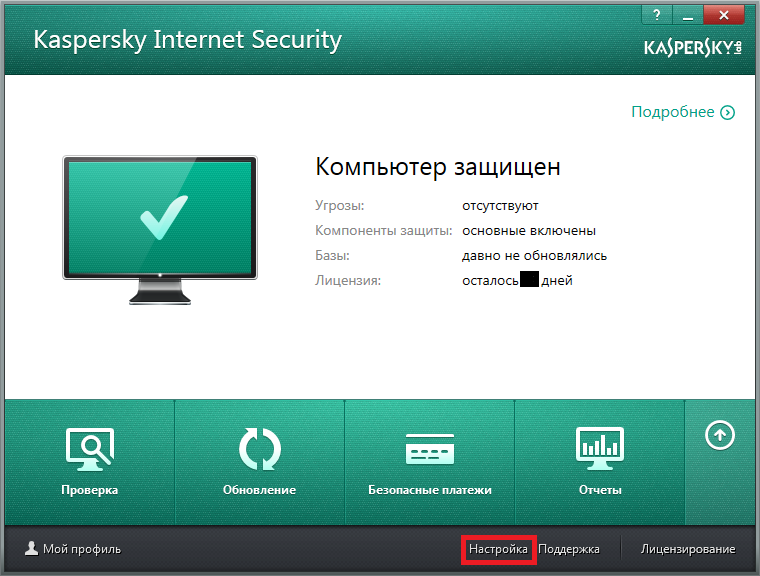 Kaspersky Internet Security
?
KASPERSKY lab
Подробнее
Компьютер защищен
Угрозы: отсутствуют
Компоненты защиты: основные включены
Базы: давно не обновлялись
Лицензия: осталось дней
Проверка
Обновление
Безопасные платежи
Отчеты
Мой профиль
Настройка
Поддержка
Лицензирование